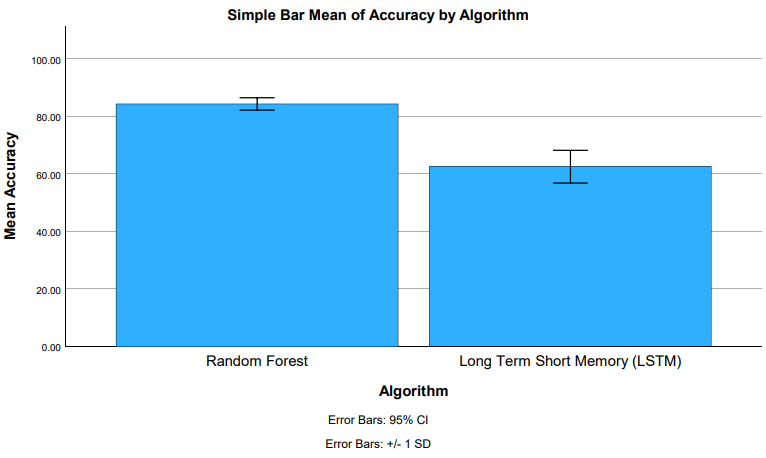 Simple Bar Mean of Accuracy by Algorithm
Mean Accuracy
100.00
80.00
60.00
40.00
20.00
0.00
Random Forest
Long Term Short Memory (LSTM)
Algorithm
Error Bars: 95% CI
Error Bars: +/- 1 SD